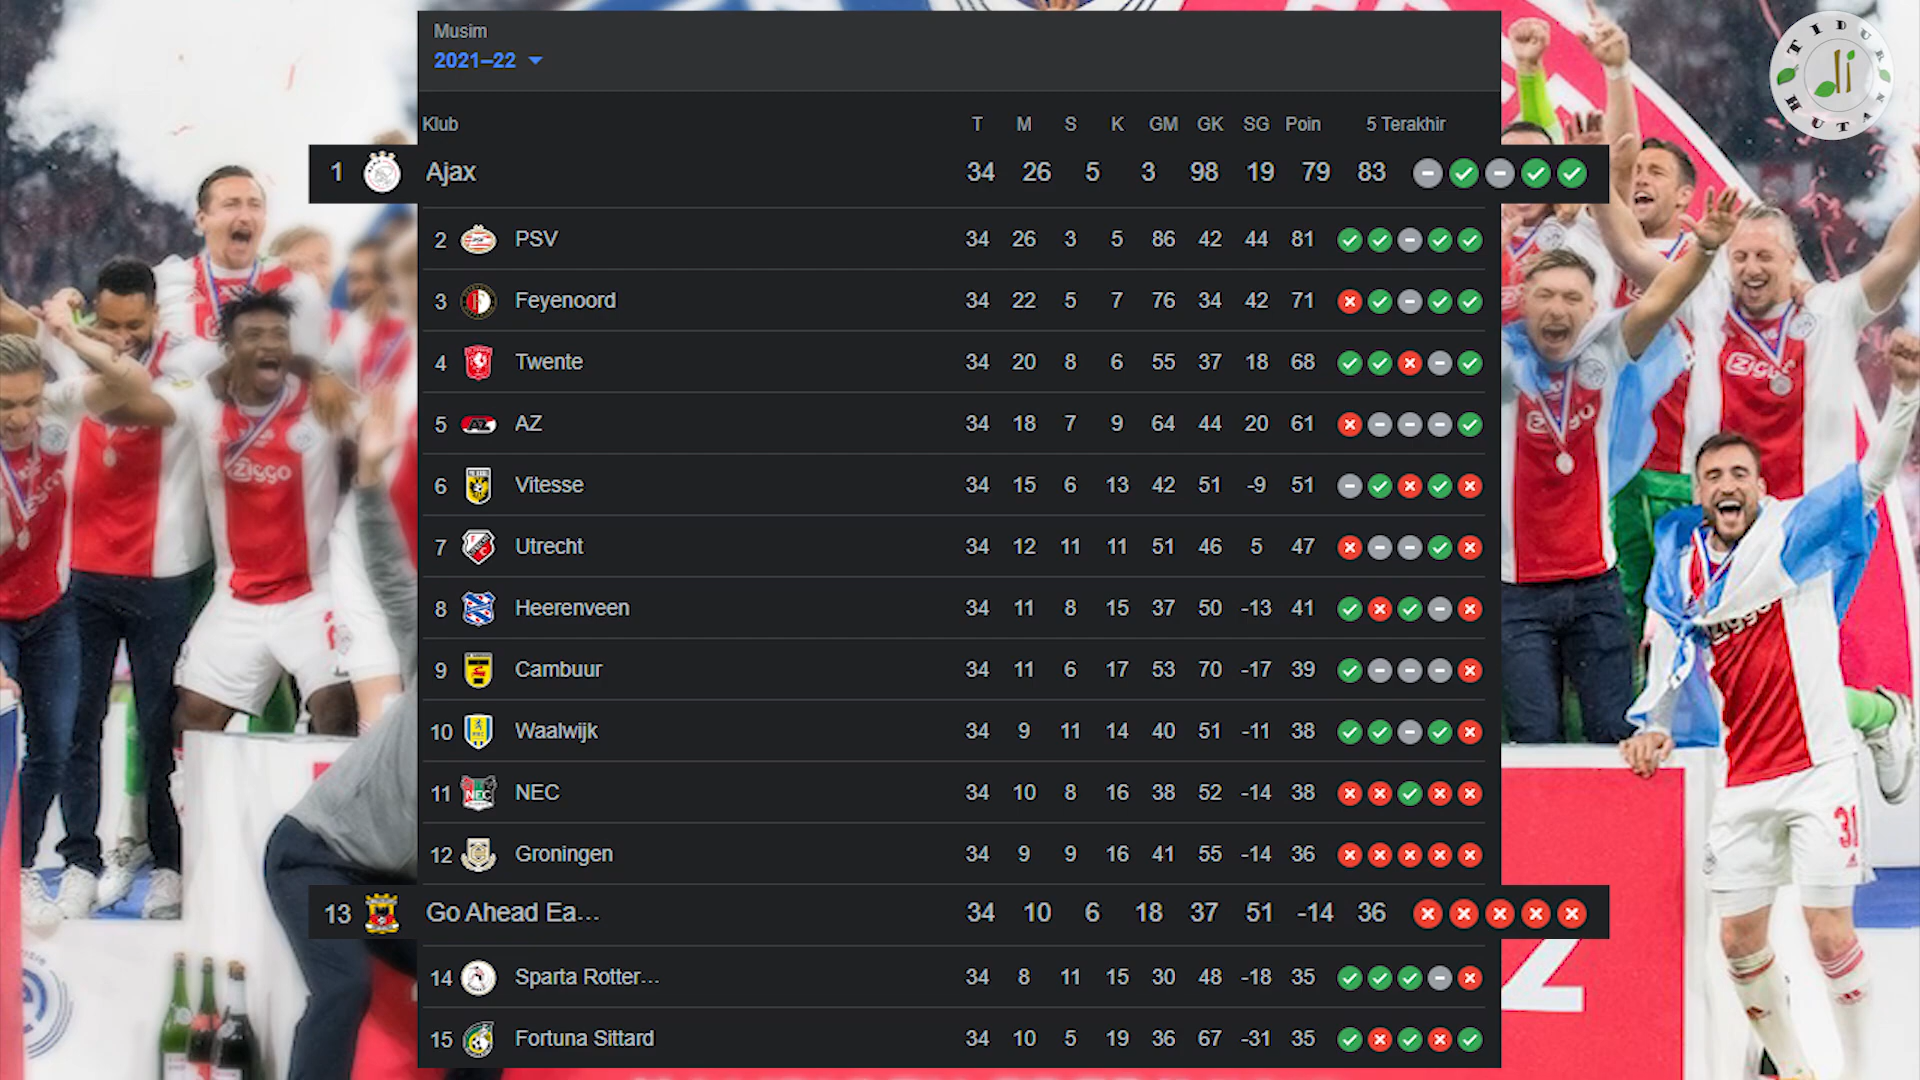 Musim
2021–22
Klub T M S K GM GK SG Poin 5 Terakhir
1 Ajax 34 26 5 3 98 19 79 83
2 PSV 34 26 3 5 86 42 44 81
3 Feyenoord 34 22 5 7 76 34 42 71
4 Twente 34 20 8 6 55 37 18 68
5 AZ 34 18 7 9 64 44 20 61
6 Vitesse 34 15 6 13 42 51 -9 51
7 Utrecht 34 12 11 11 51 46 5 47
8 Heerenveen 34 11 8 15 37 50 -13 41
9 Cambuur 34 11 6 17 53 70 -17 39
10 Waalwijk 34 9 11 14 40 51 -11 38
11 NEC 34 10 8 16 38 52 -14 38
12 Groningen 34 9 9 16 41 55 -14 36
13 Go Ahead Ea... 34 10 6 18 37 51 -14 36
14 Sparta Rotter... 34 8 11 15 30 48 -18 35
15 Fortuna Sittard 34 10 5 19 36 67 -31 35
TIDUR
HUTAN
Ziggo
Ziggo
Ziggo
31